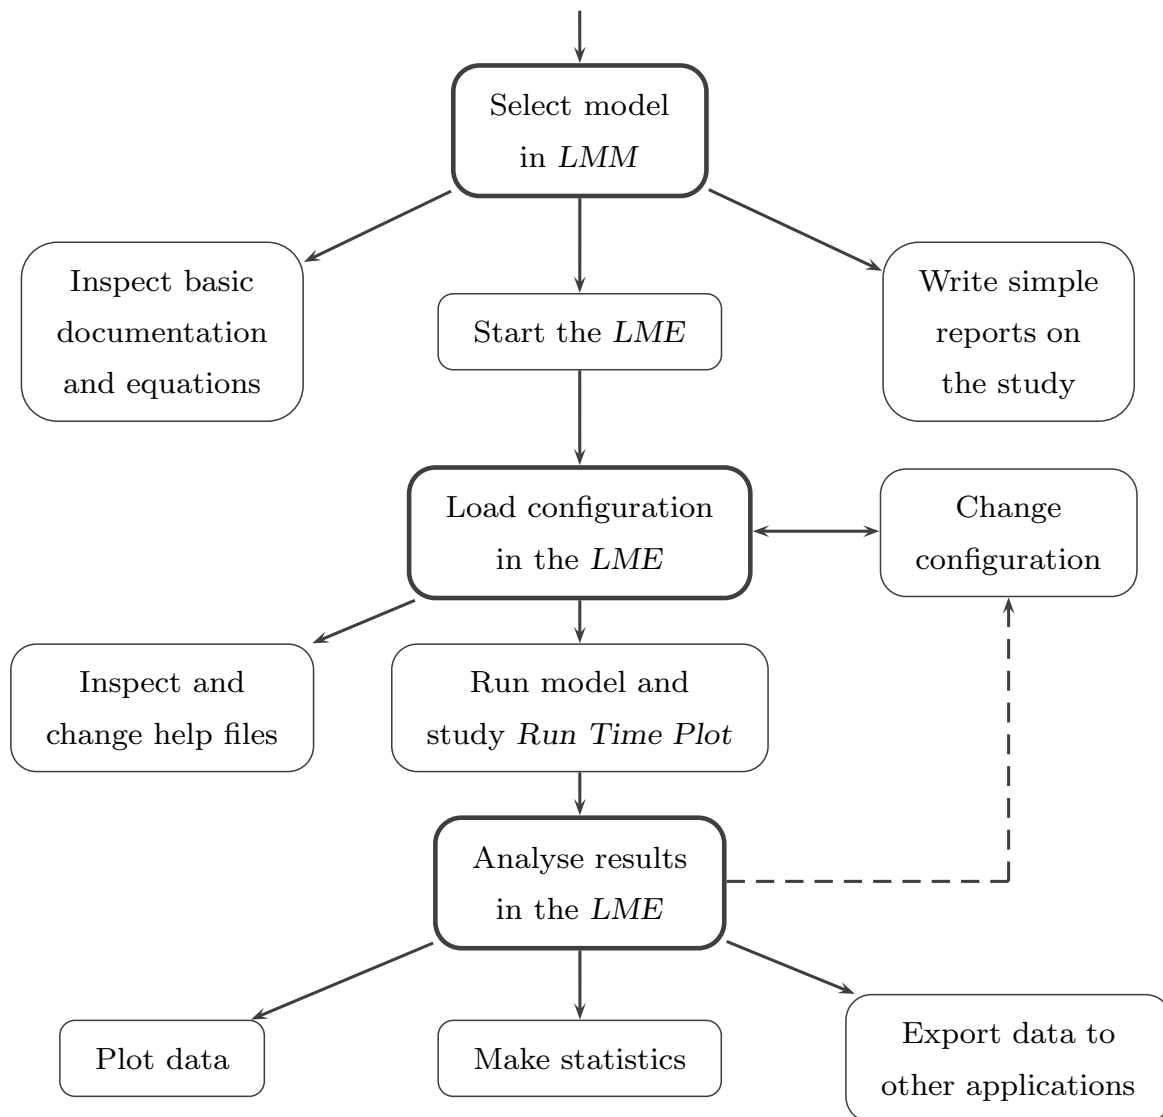 Select model
in LMM
Inspect basic
documentation
and equations
Start the LME
Write simple
reports on
the study
Load configuration
in the LME
Change
configuration
Inspect and
change help files
Run model and
study Run Time Plot
Analyse results
in the LME
Plot data
Make statistics
Export data to
other applications